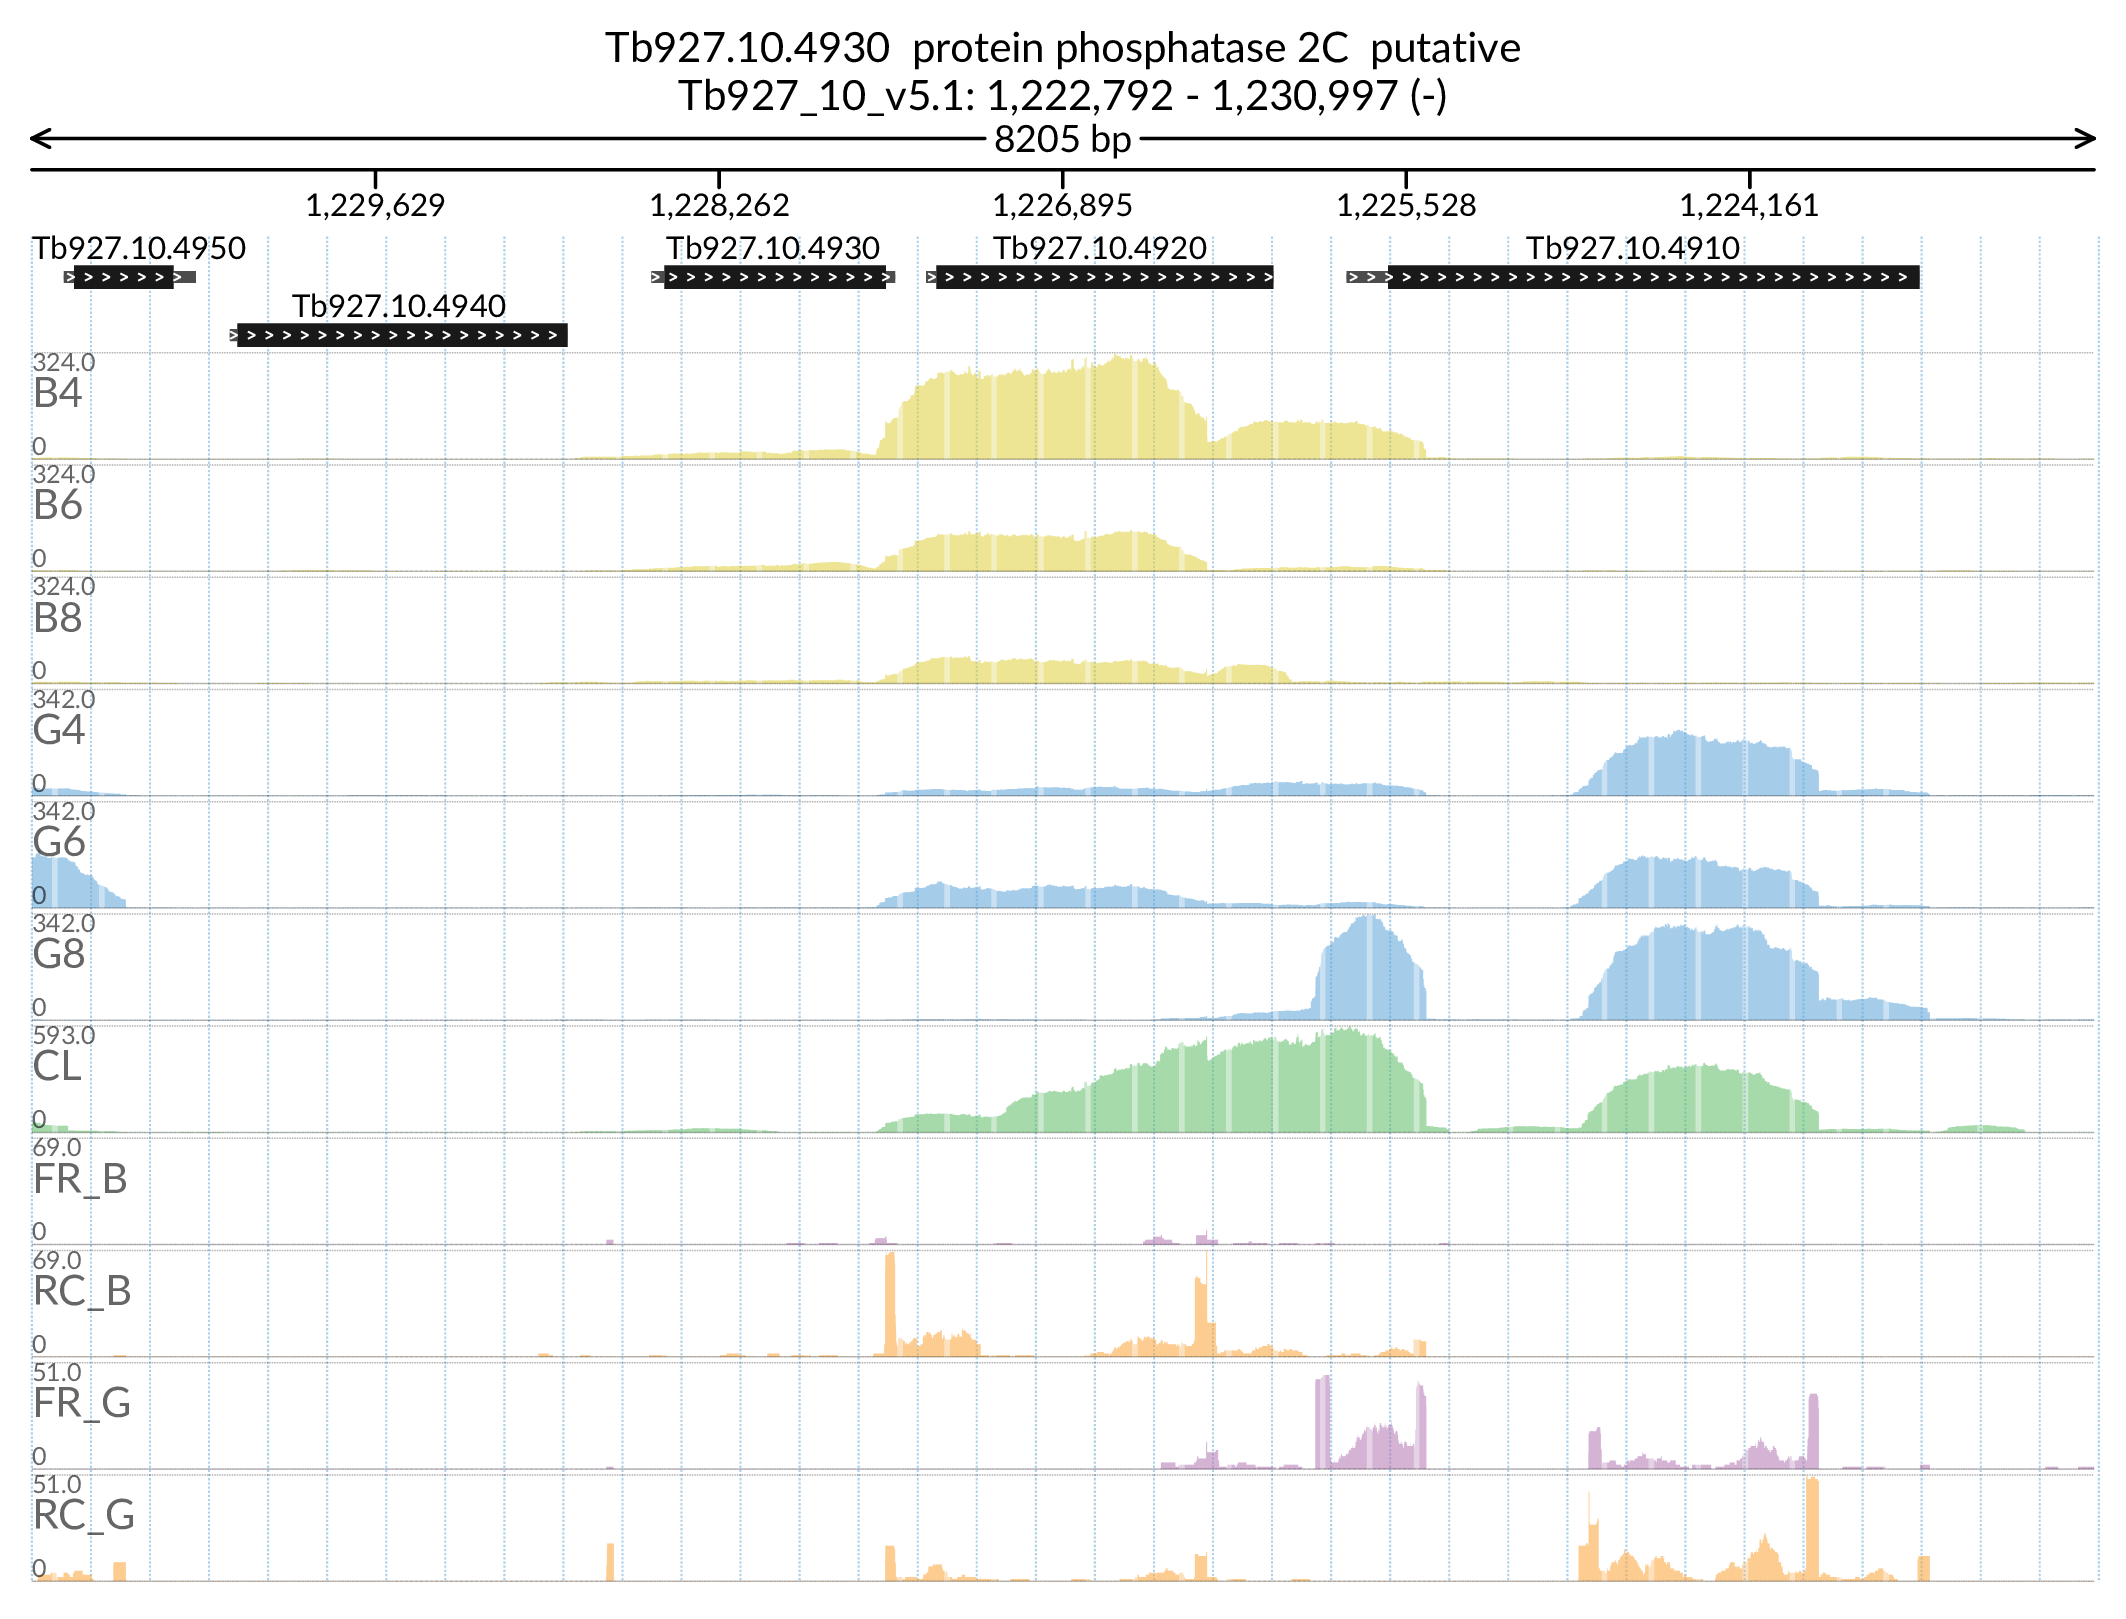 Tb927.10.4930  protein phosphatase 2C  putative
Tb927_10_v5.1: 1,222,792 - 1,230,997 (-)
8205 bp
1,229,629 1,228,262 1,226,895 1,225,528 1,224,161
Tb927.10.4950 Tb927.10.4930 Tb927.10.4920 Tb927.10.4910
Tb927.10.4940
324.0
B4
0
324.0
B6
0
324.0
B8
0
342.0
G4
0
342.0
G6
0
342.0
G8
0
593.0
CL
0
69.0
FR_B
0
69.0
RC_B
0
51.0
FR_G
0
51.0
RC_G
0